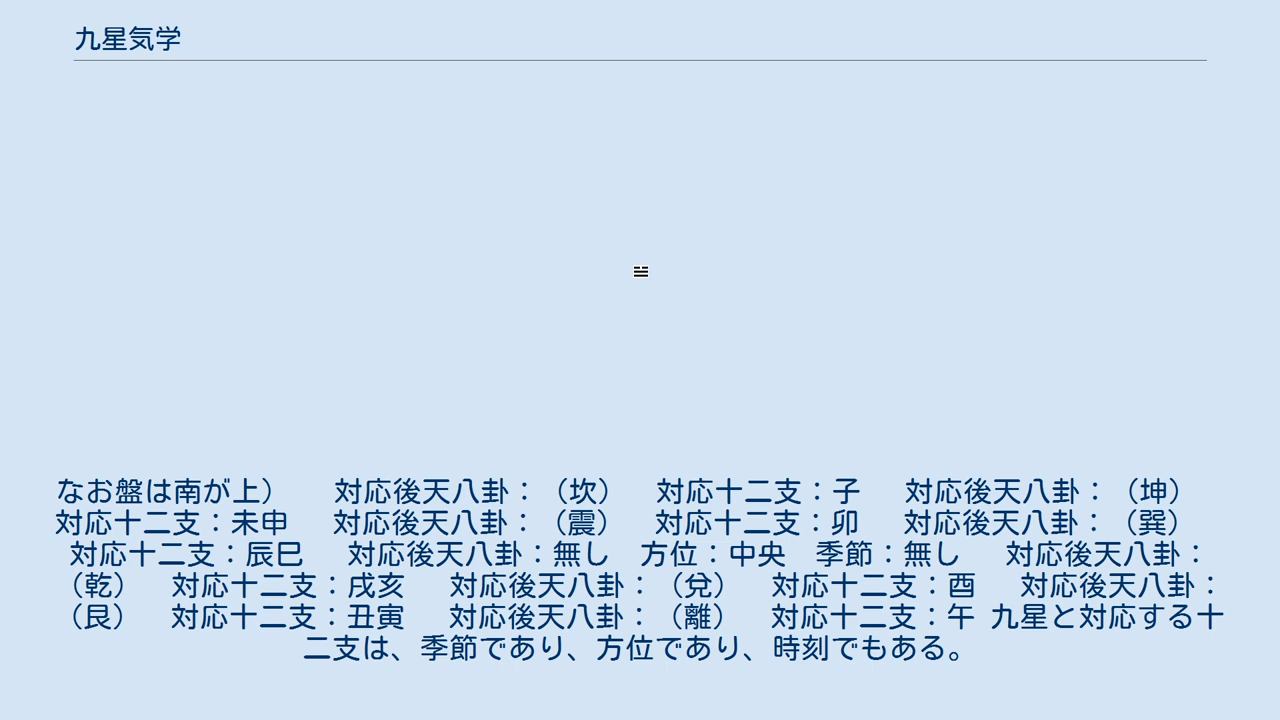 九星気学
なお盤は南が上） 対応後天八卦：（坎） 対応十二支：子 対応後天八卦：（坤）
対応十二支：未申 対応後天八卦：（震） 対応十二支：卯 対応後天八卦：（巽）
対応十二支：辰巳 対応後天八卦：無し 方位：中央 季節：無し 対応後天八卦：
（乾） 対応十二支：戌亥 対応後天八卦：（兌） 対応十二支：酉 対応後天八卦：
（艮） 対応十二支：丑寅 対応後天八卦：（離） 対応十二支：午 九星と対応する十
二支は、季節であり、方位であり、時刻でもある。